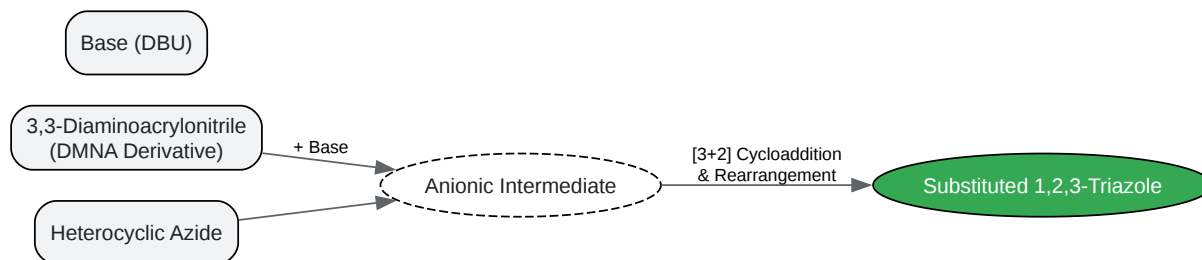 Base (DBU)
3,3-Diaminoacrylonitrile
(DMNA Derivative)
+ Base
Heterocyclic Azide
Anionic Intermediate
[3+2] Cycloaddition
& Rearrangement
Substituted 1,2,3-Triazole